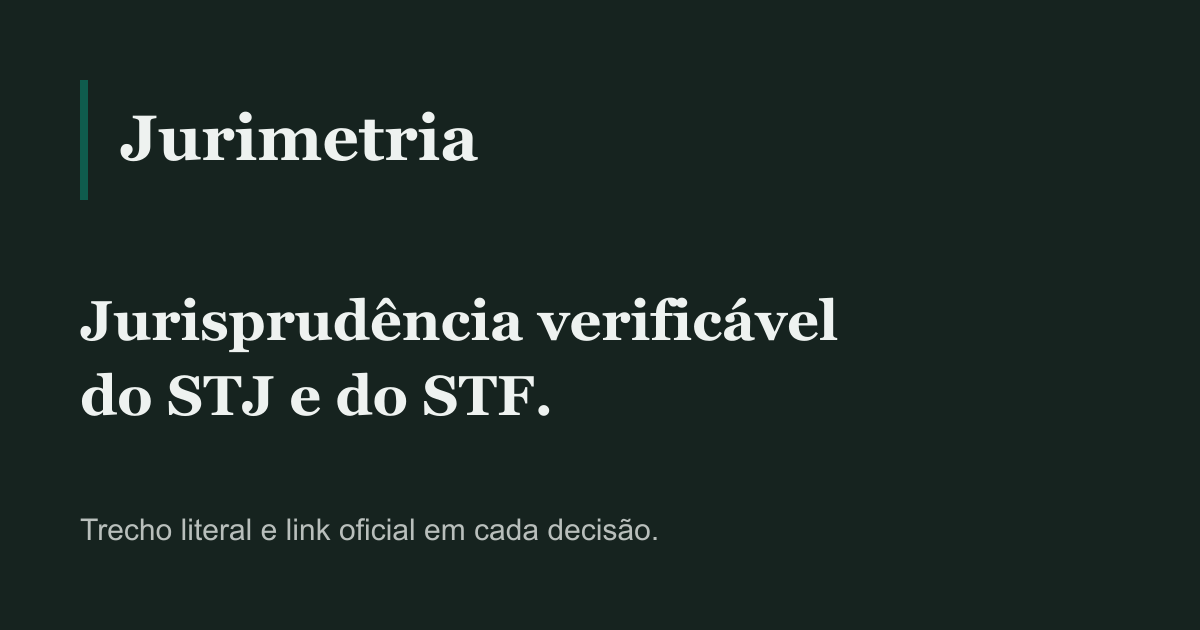 Jurimetria
Jurisprudência verificável
do STJ e do STF.
Trecho literal e link oficial em cada decisão.